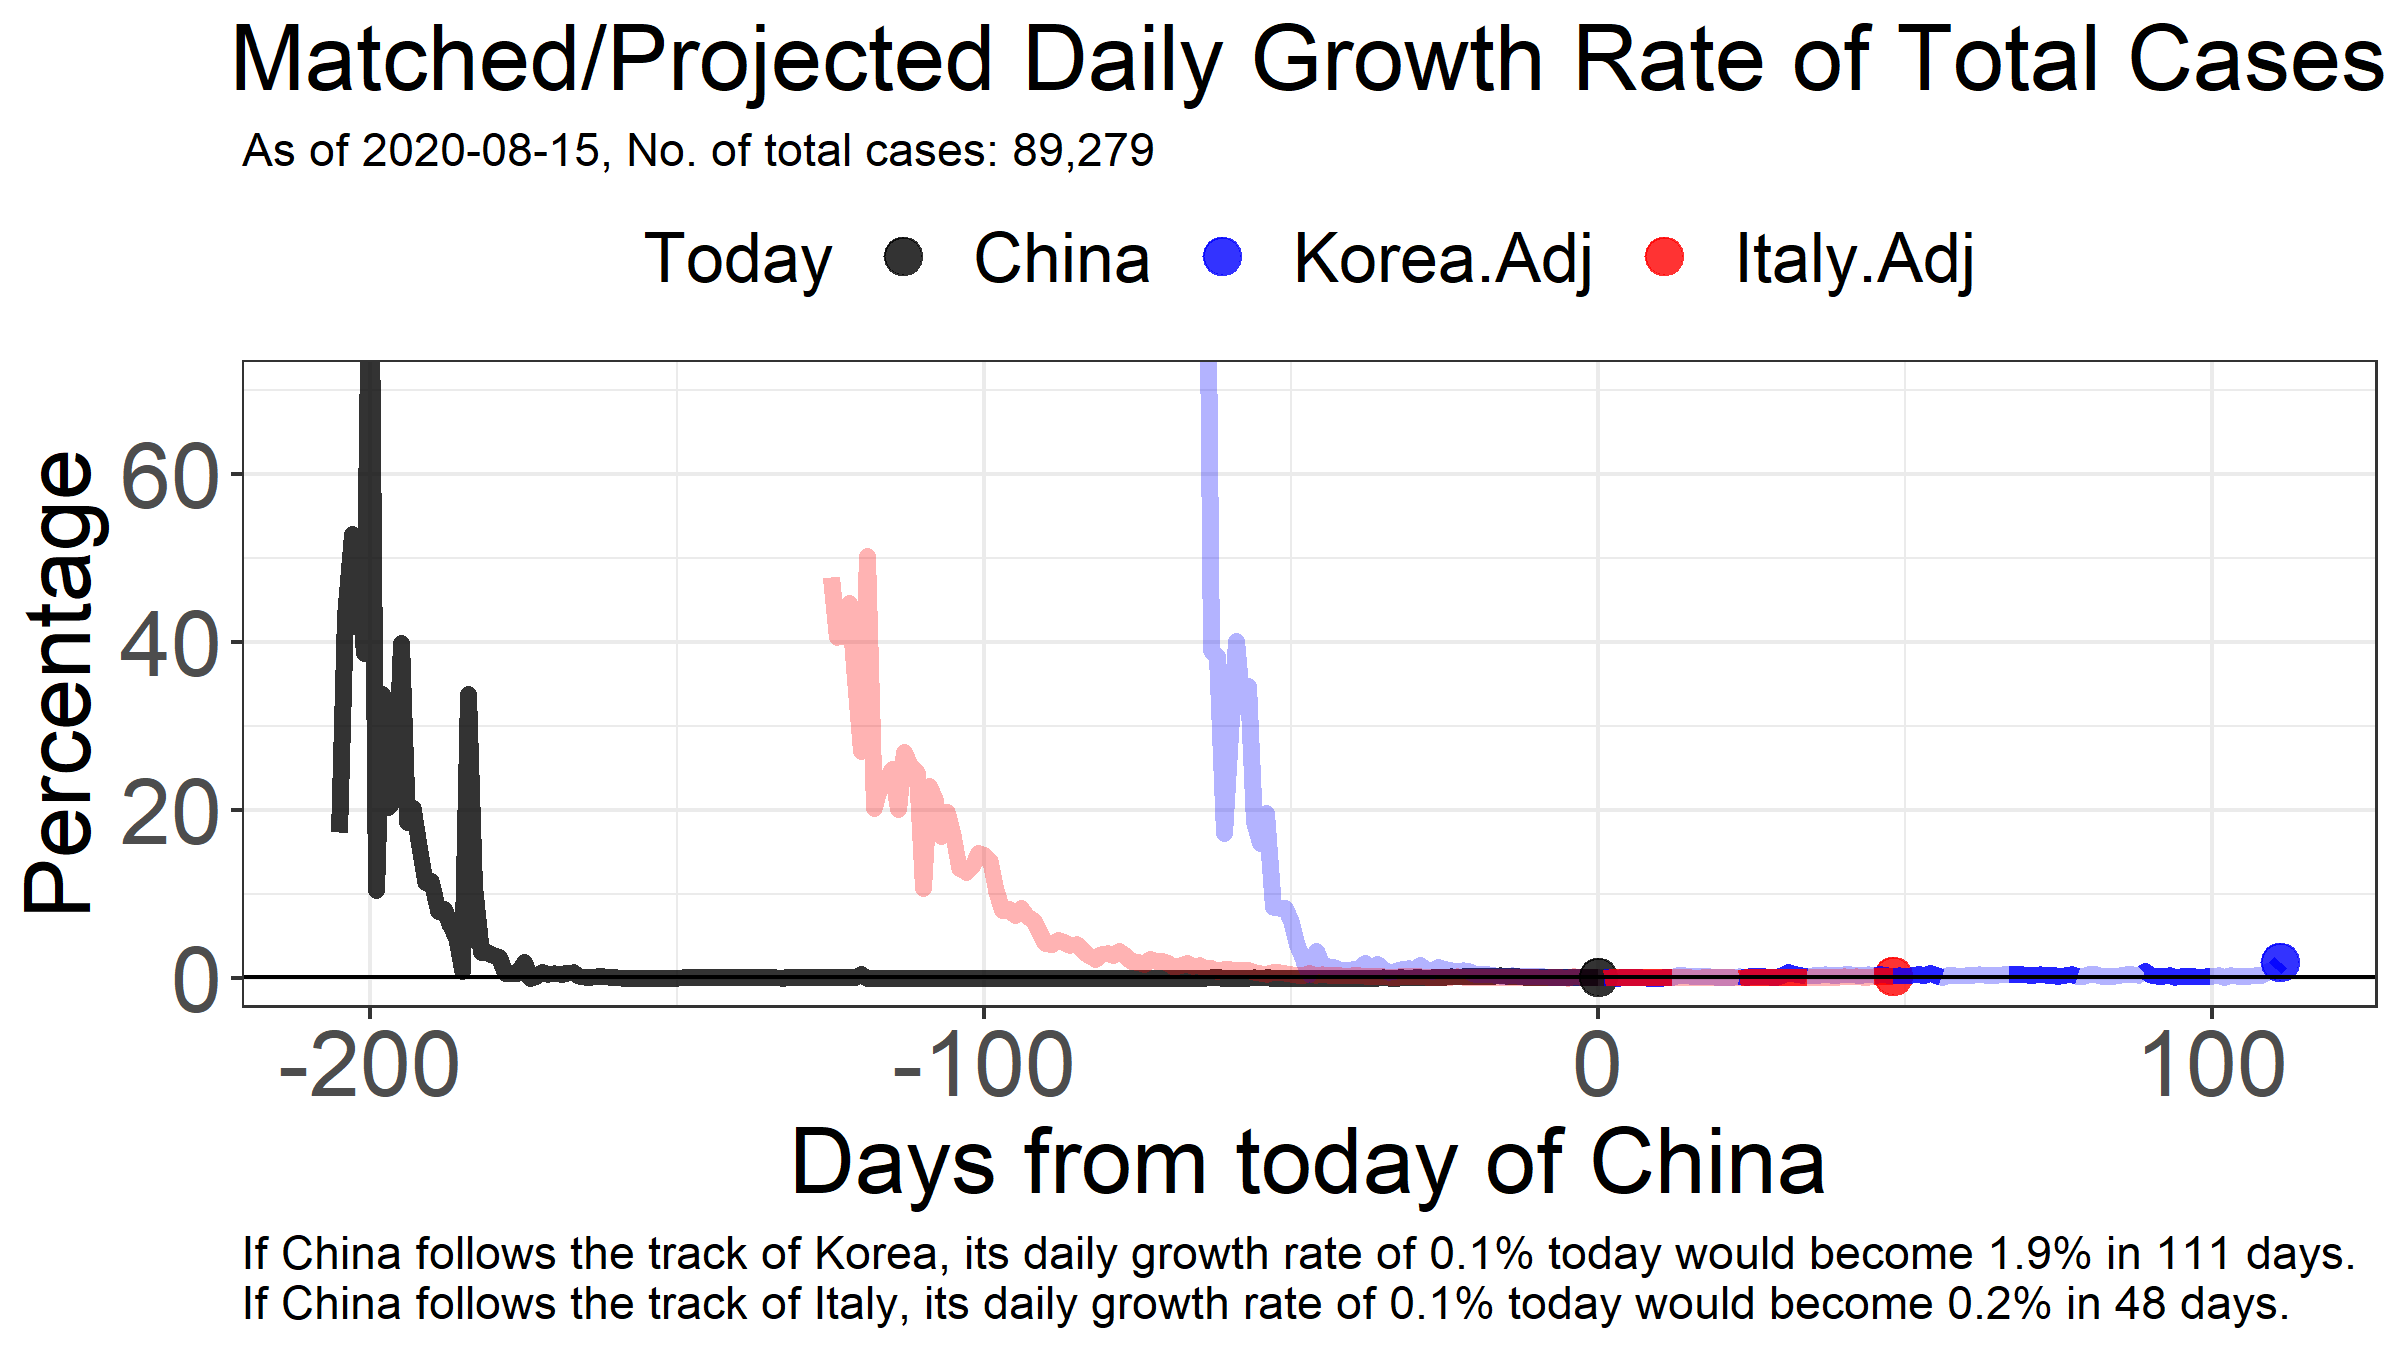 Matched/Projected Daily Growth Rate of Total Cases
As of 2020-08-15, No. of total cases: 89,279
Today China Korea.Adj Italy.Adj
Percentage
60
40
20
0
-200 -100 0 100
Days from today of China
If China follows the track of Korea, its daily growth rate of 0.1% today would become 1.9% in 111 days.
If China follows the track of Italy, its daily growth rate of 0.1% today would become 0.2% in 48 days.